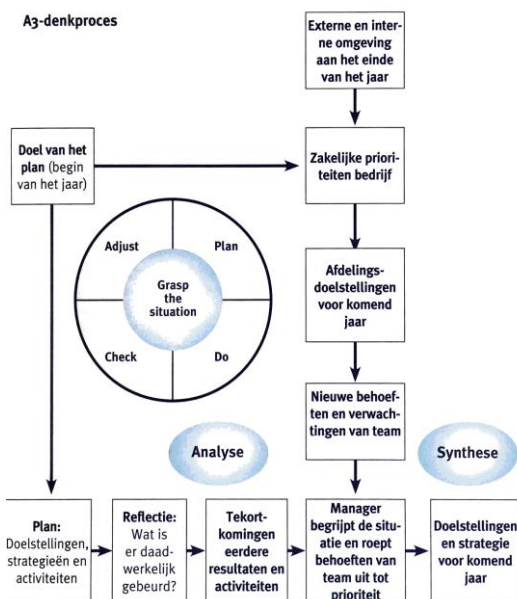 A3-denkproces
Externe en inter-
ne omgeving
aan het einde
van het jaar
Doel van het
plan (begin
van het jaar)
Zakelijke priori-
teiten bedrijf
Adjust
Plan
Grasp
the
situation
Check
Do
Afdelings-
doelstellingen
voor komend
jaar
Nieuwe behoef-
ten en verwach-
tingen van team
Analyse
Synthese
Plan:
Doelstellingen,
strategieën en
activiteiten
Reflectie:
Wat is
er daad-
werkelijk
gebeurd?
Tekort-
komingen
eerdere
resultaten en
activiteiten
Manager
begrijpt de situ-
atie en roept
behoeften van
team uit tot
prioriteit
Doelstellingen
en strategie
voor komend
jaar